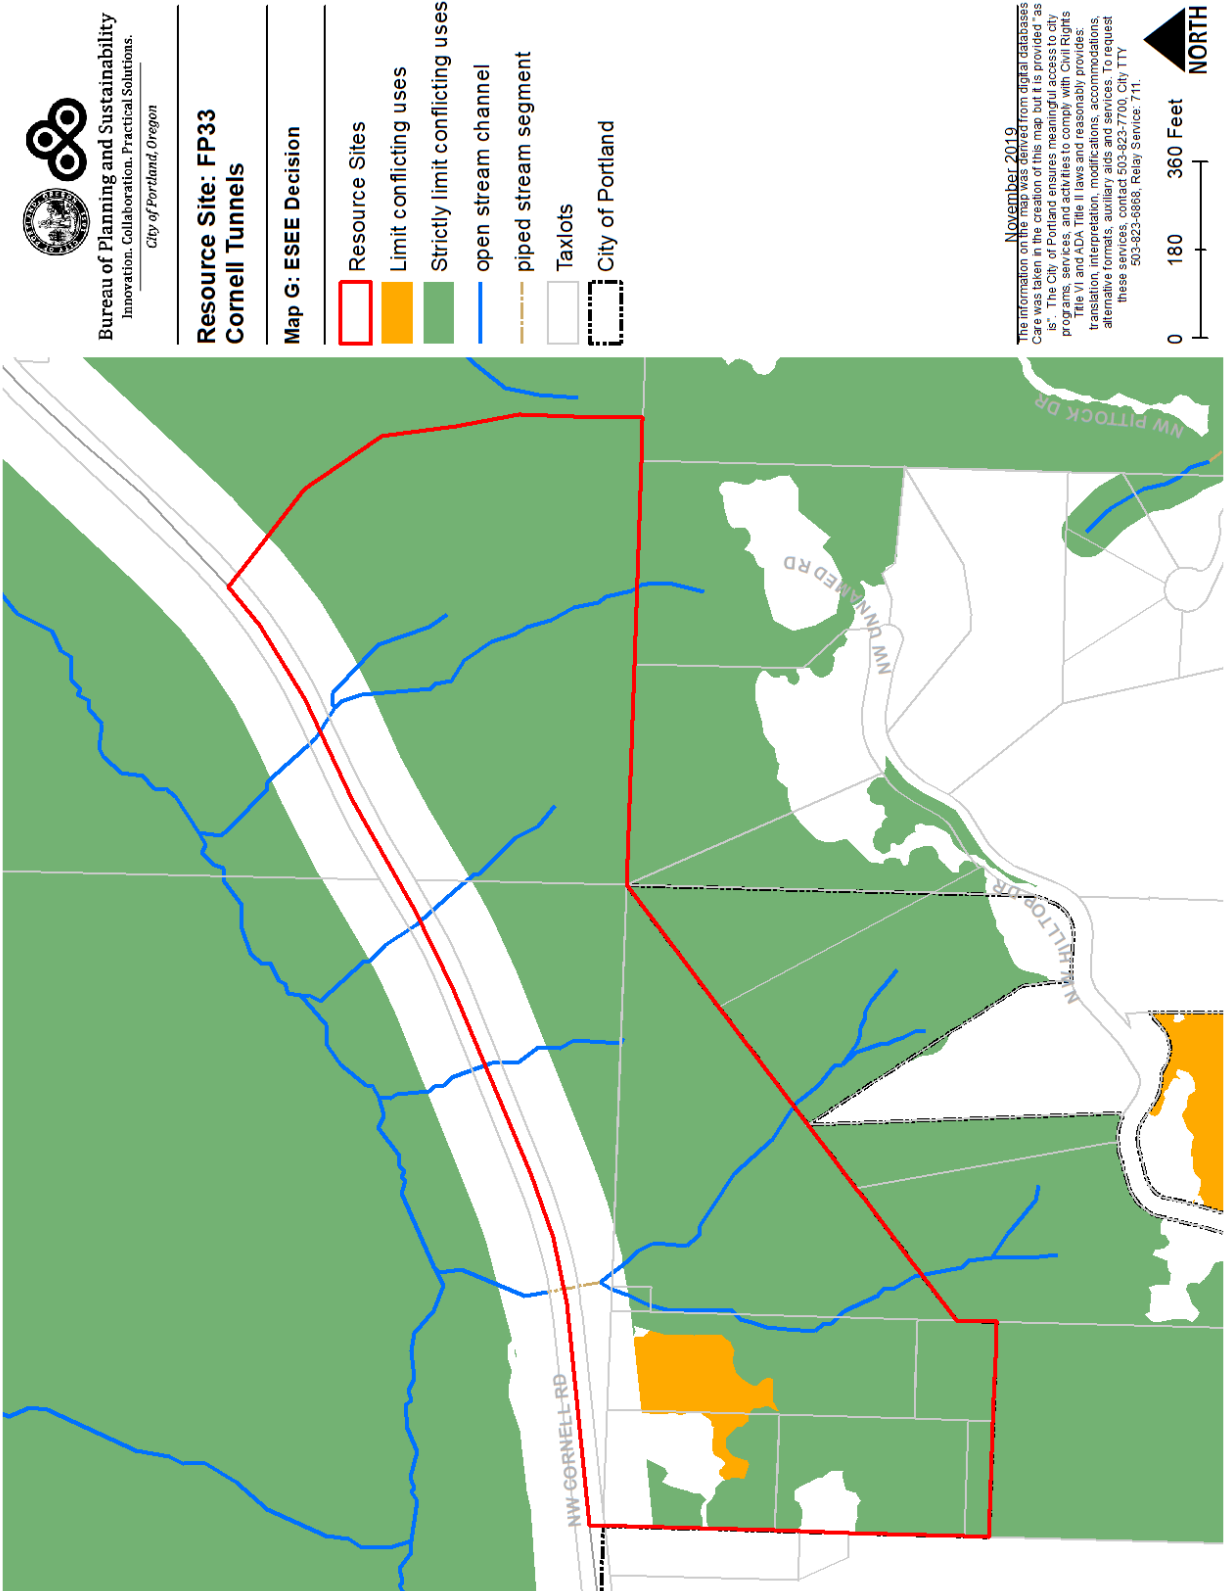 Bureau of Planning and Sustainability
Innovation. Collaboration. Practical Solutions.
City of Portland, Oregon
Resource Site: FP33
Cornell Tunnels
Map G: ESEE Decision
Resource Sites
Limit conflicting uses
Strictly limit conflicting uses
open stream channel
piped stream segment
Taxlots
City of Portland
November 2019
The information on the map was derived from digital databases
Care was taken in the creation of this map but it is provided "as
is". The City of Portland ensures meaningful access to city
programs, services, and activities to comply with Civil Rights
Title VI and ADA Title II laws and reasonably provides:
translation, interpretation, modifications, accommodations,
alternative formats, auxiliary aids and services. To request
these services, contact 503-823-7700, City TTY
503-823-6868, Relay Service: 711.
0 180 360 Feet
NORTH
NW CORNELL RD
NW UNNAMED RD
NW HILLTOP DR
NW PITTOCK DR